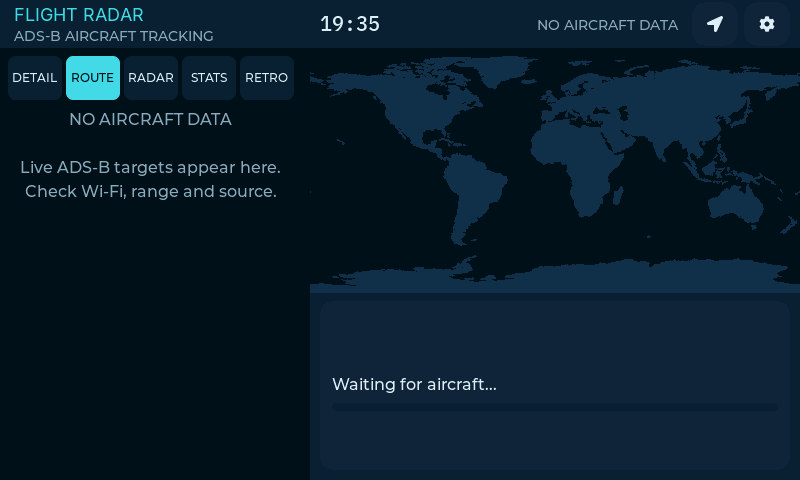 FLIGHT RADAR
ADS-B AIRCRAFT TRACKING
19:35
NO AIRCRAFT DATA
DETAIL
ROUTE
RADAR
STATS
RETRO
NO AIRCRAFT DATA
Live ADS-B targets appear here.
Check Wi-Fi, range and source.
Waiting for aircraft...